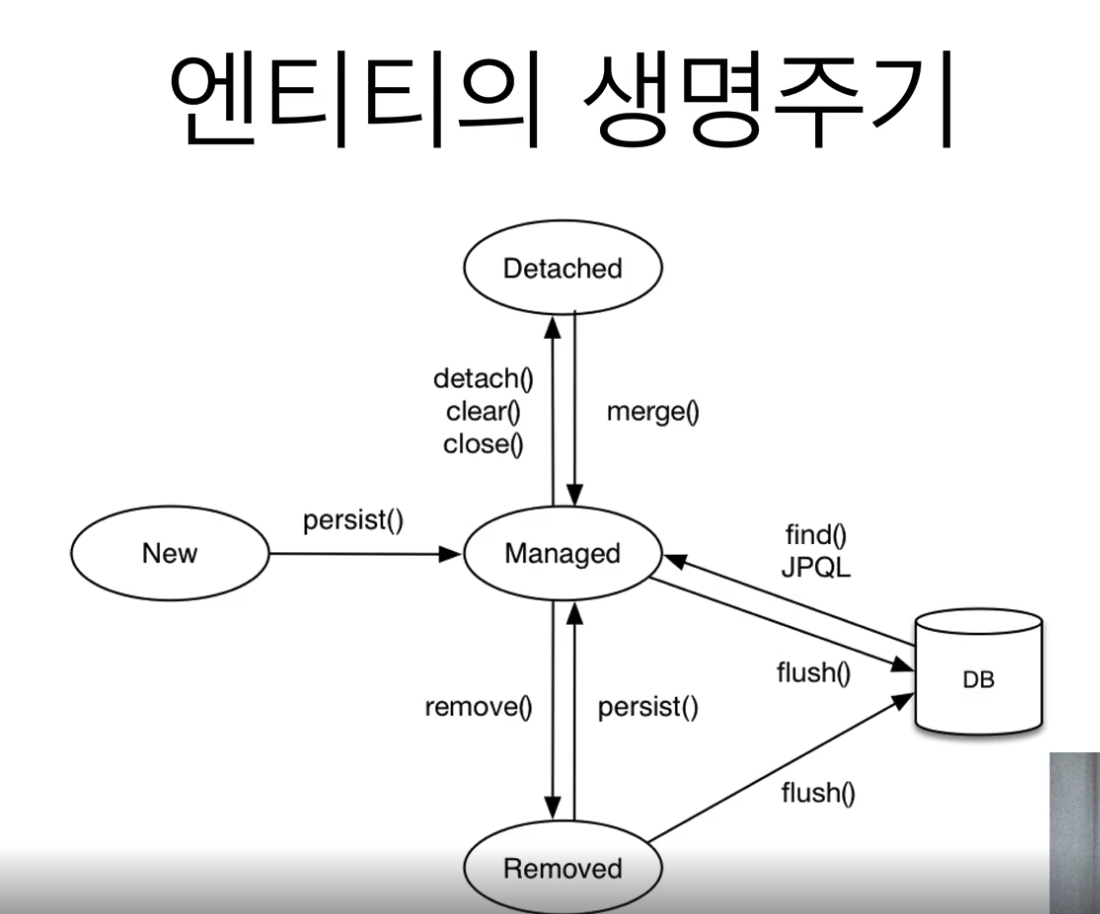 엔티티의 생명주기
Detached
detach()
clear()
close()
merge()
persist()
New
Managed
find()
JPQL
flush()
DB
remove()
persist()
flush()
Removed